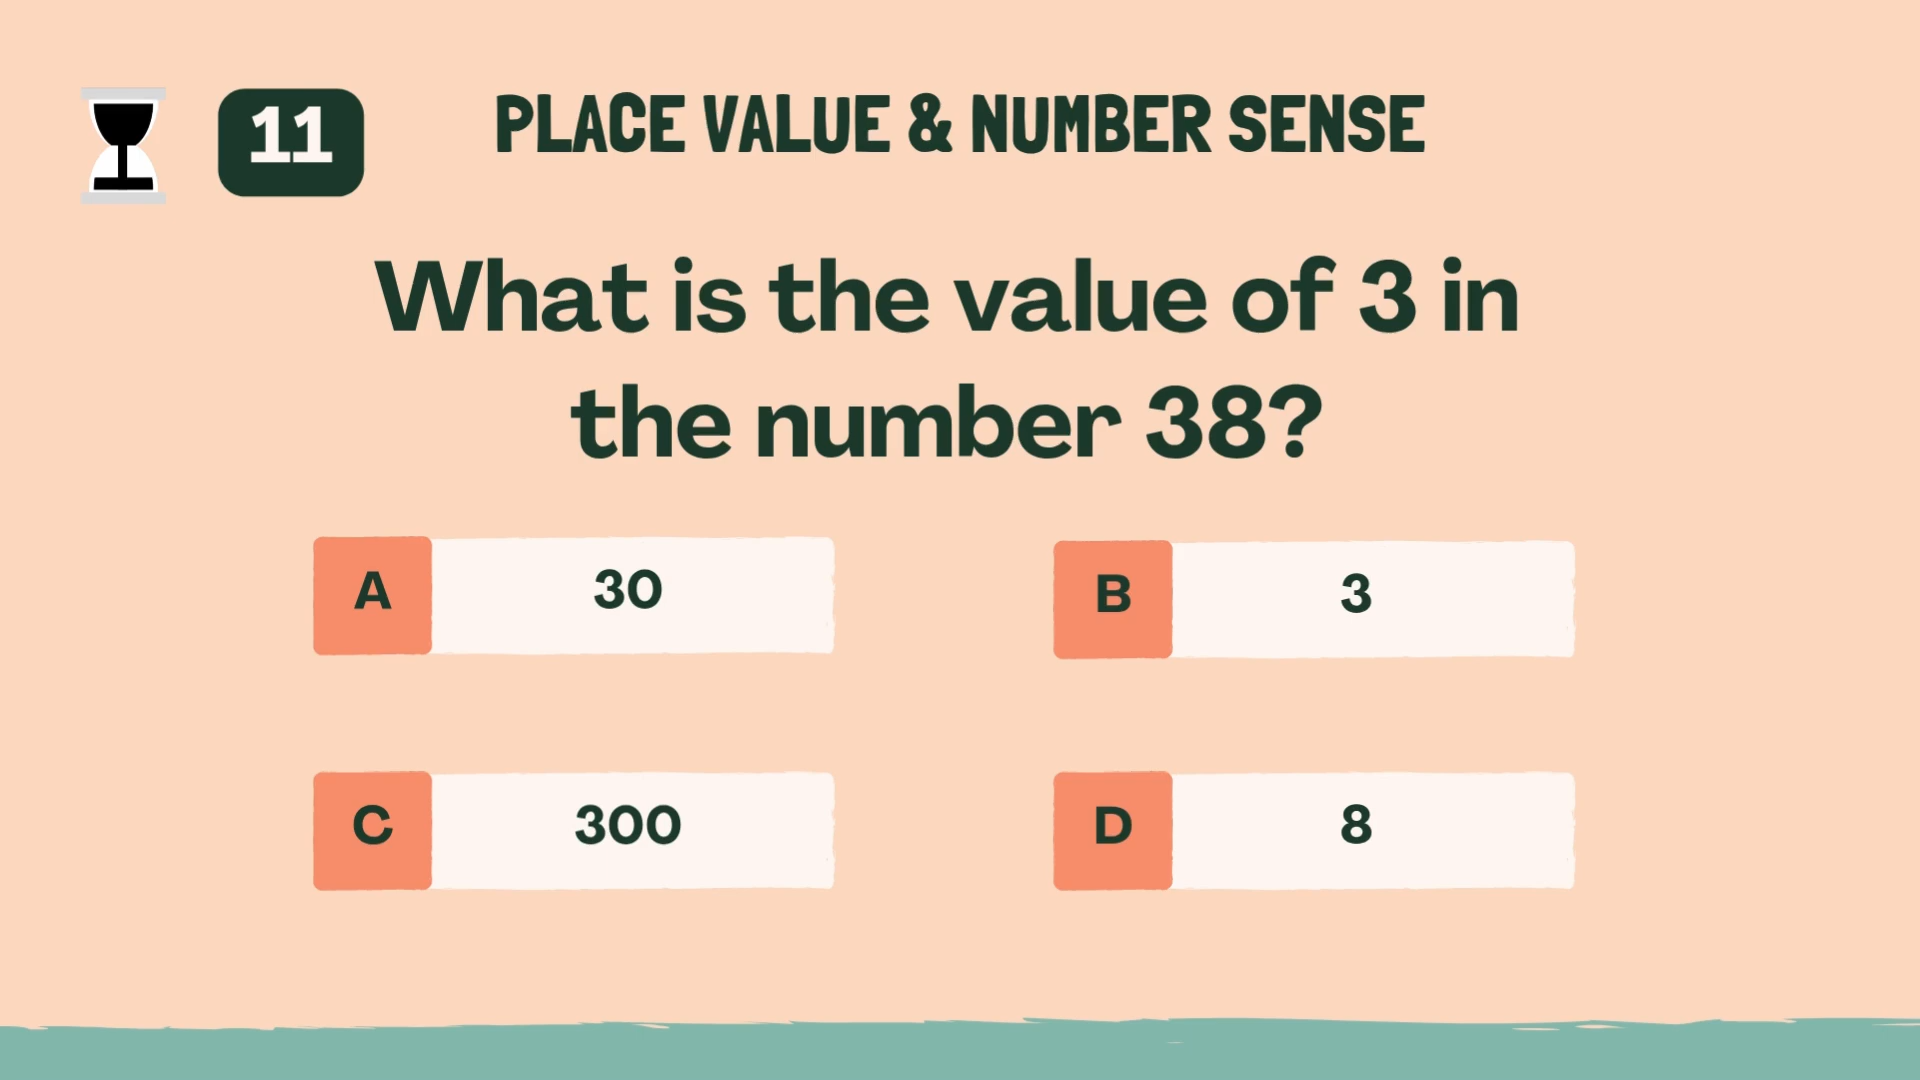 11
PLACE VALUE & NUMBER SENSE
What is the value of 3 in
the number 38?
A 30
B 3
C 300
D 8